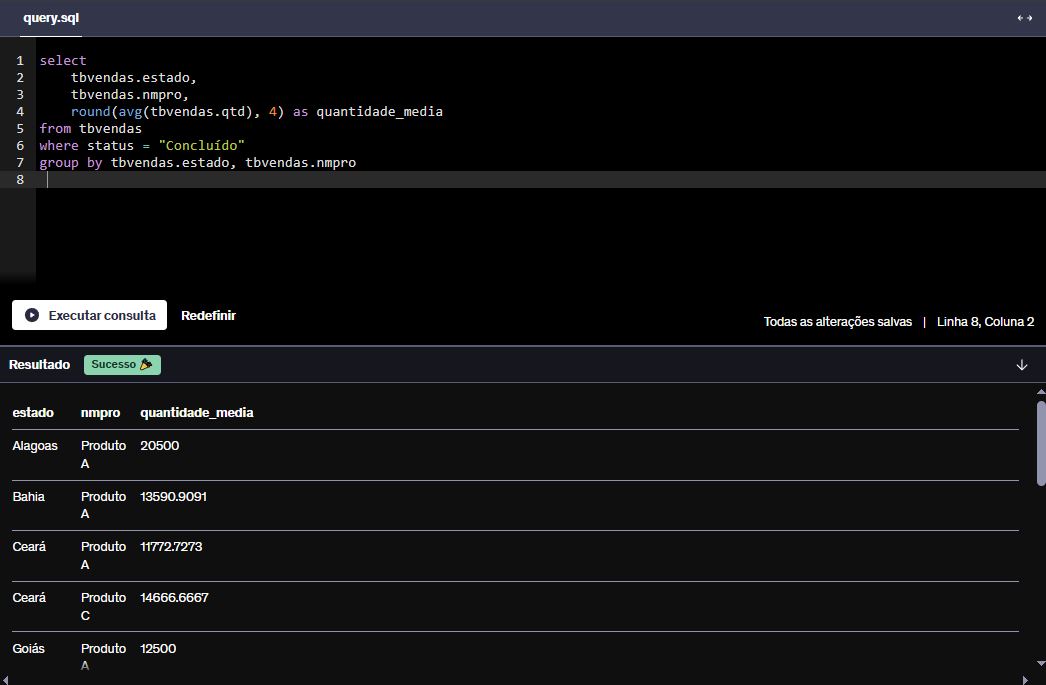 query.sql
1 select
2 tbvendas.estado,
3 tbvendas.nmpro,
4 round(avg(tbvendas.qtd), 4) as quantidade_media
5 from tbvendas
6 where status = "Concluído"
7 group by tbvendas.estado, tbvendas.nmpro
8
Executar consulta Redefinir Todas as alterações salvas | Linha 8, Coluna 2
Resultado Sucesso
estado nmpro quantidade_media
Alagoas Produto 20500
A
Bahia Produto 13590.9091
A
Ceará Produto 11772.7273
A
Ceará Produto 14666.6667
C
Goiás Produto 12500
A